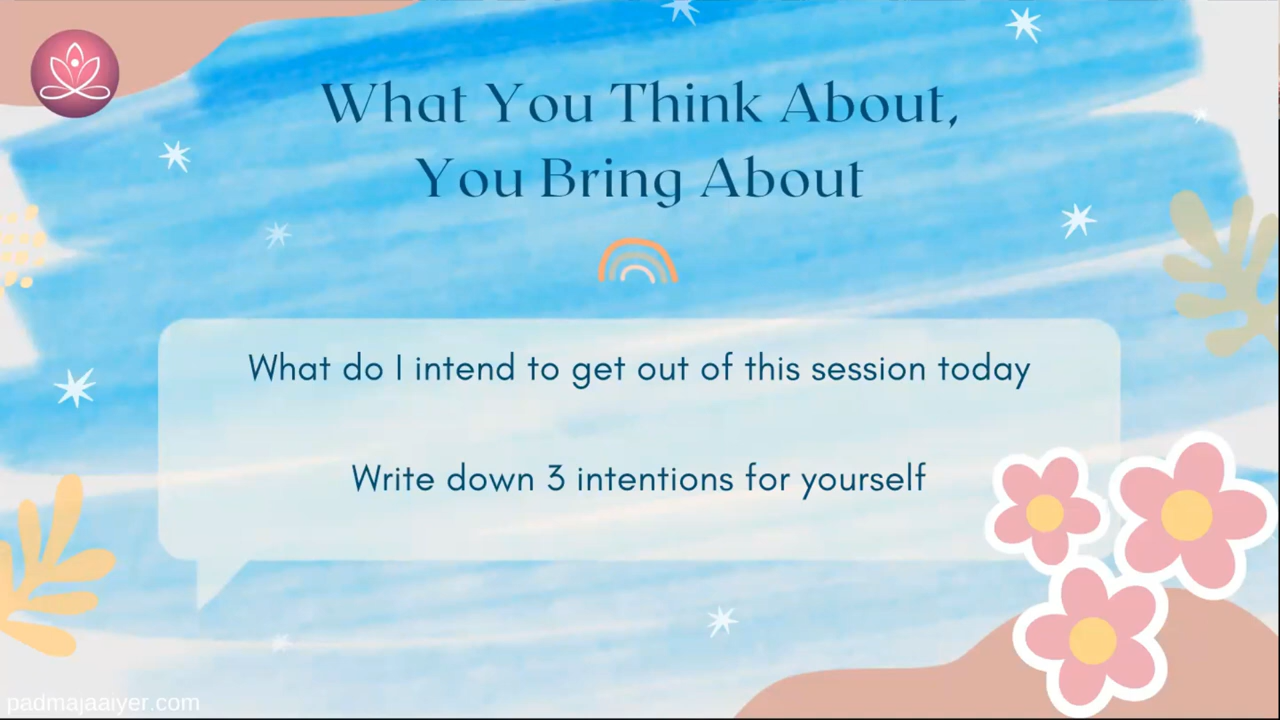 What You Think About,
You Bring About
What do I intend to get out of this session today
Write down 3 intentions for yourself
padmajaaiyer.com